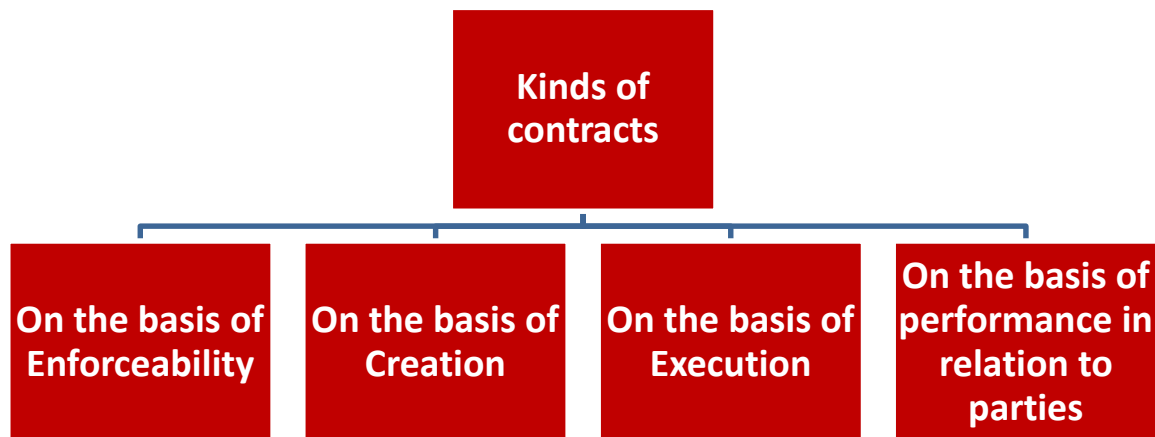 Kinds of
contracts
On the basis of
Enforceability
On the basis of
Creation
On the basis of
Execution
On the basis of
performance in
relation to
parties